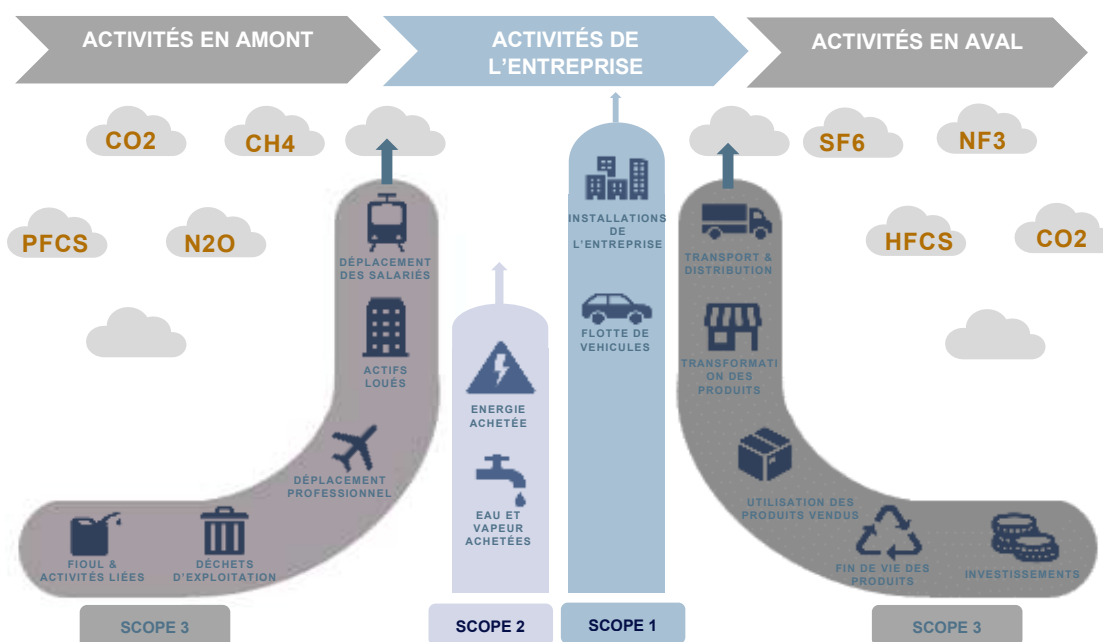 ACTIVITÉS EN AMONT
ACTIVITÉS DE
L'ENTREPRISE
ACTIVITÉS EN AVAL
CO2
CH4
SF6
NF3
PFCS
N2O
HFCS
CO2
DÉPLACEMENT
DES SALARIÉS
ACTIFS
LOUÉS
DÉPLACEMENT
PROFESSIONNEL
FIOUL &
ACTIVITÉS LIÉES
DÉCHETS
D'EXPLOITATION
ENERGIE
ACHETÉE
EAU ET
VAPEUR
ACHETÉES
INSTALLATIONS
DE
L'ENTREPRISE
FLOTTE DE
VEHICULES
TRANSPORT &
DISTRIBUTION
TRANSFORMATI
ON DES
PRODUITS
UTILISATION DES
PRODUITS VENDUS
FIN DE VIE DES
PRODUITS
INVESTISSEMENTS
SCOPE 3
SCOPE 2
SCOPE 1
SCOPE 3